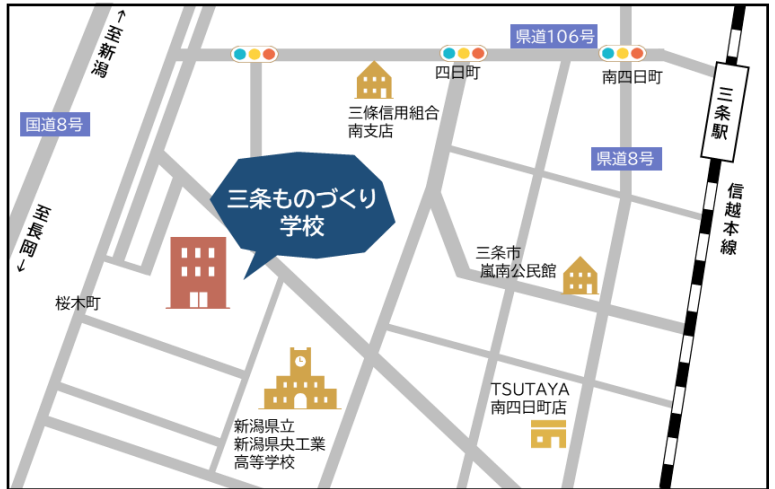 ←至新潟
国道8号
至長岡→
県道106号
四日町
南四日町
三條信用組合
南支店
三条駅
県道8号
信越本線
三条ものづくり
学校
三条市
嵐南公民館
桜木町
新潟県立
新潟県央工業
高等学校
TSUTAYA
南四日町店